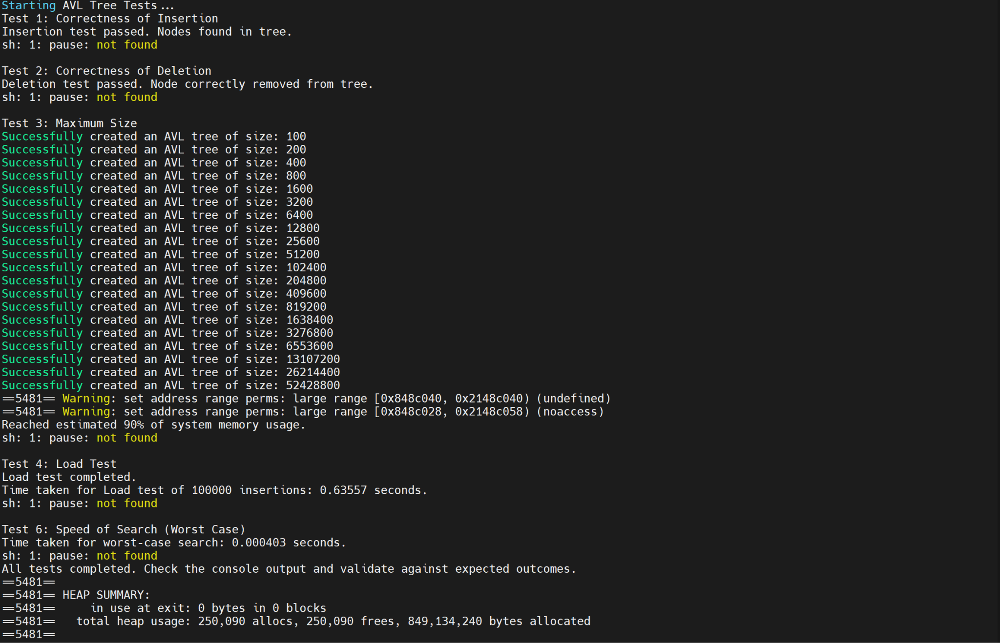 Starting AVL Tree Tests...
Test 1: Correctness of Insertion
Insertion test passed. Nodes found in tree.
sh: 1: pause: not found
Test 2: Correctness of Deletion
Deletion test passed. Node correctly removed from tree.
sh: 1: pause: not found
Test 3: Maximum Size
Successfully created an AVL tree of size: 100
Successfully created an AVL tree of size: 200
Successfully created an AVL tree of size: 400
Successfully created an AVL tree of size: 800
Successfully created an AVL tree of size: 1600
Successfully created an AVL tree of size: 3200
Successfully created an AVL tree of size: 6400
Successfully created an AVL tree of size: 12800
Successfully created an AVL tree of size: 25600
Successfully created an AVL tree of size: 51200
Successfully created an AVL tree of size: 102400
Successfully created an AVL tree of size: 204800
Successfully created an AVL tree of size: 409600
Successfully created an AVL tree of size: 819200
Successfully created an AVL tree of size: 1638400
Successfully created an AVL tree of size: 3276800
Successfully created an AVL tree of size: 6553600
Successfully created an AVL tree of size: 13107200
Successfully created an AVL tree of size: 26214400
Successfully created an AVL tree of size: 52428800
==5481== Warning: set address range perms: large range [0x848c040, 0x2148c040) (undefined)
==5481== Warning: set address range perms: large range [0x848c028, 0x2148c058) (noaccess)
Reached estimated 90% of system memory usage.
sh: 1: pause: not found
Test 4: Load Test
Load test completed.
Time taken for Load test of 100000 insertions: 0.63557 seconds.
sh: 1: pause: not found
Test 6: Speed of Search (Worst Case)
Time taken for worst-case search: 0.000403 seconds.
sh: 1: pause: not found
All tests completed. Check the console output and validate against expected outcomes.
==5481==
==5481== HEAP SUMMARY:
==5481==     in use at exit: 0 bytes in 0 blocks
==5481==   total heap usage: 250,090 allocs, 250,090 frees, 849,134,240 bytes allocated
==5481==